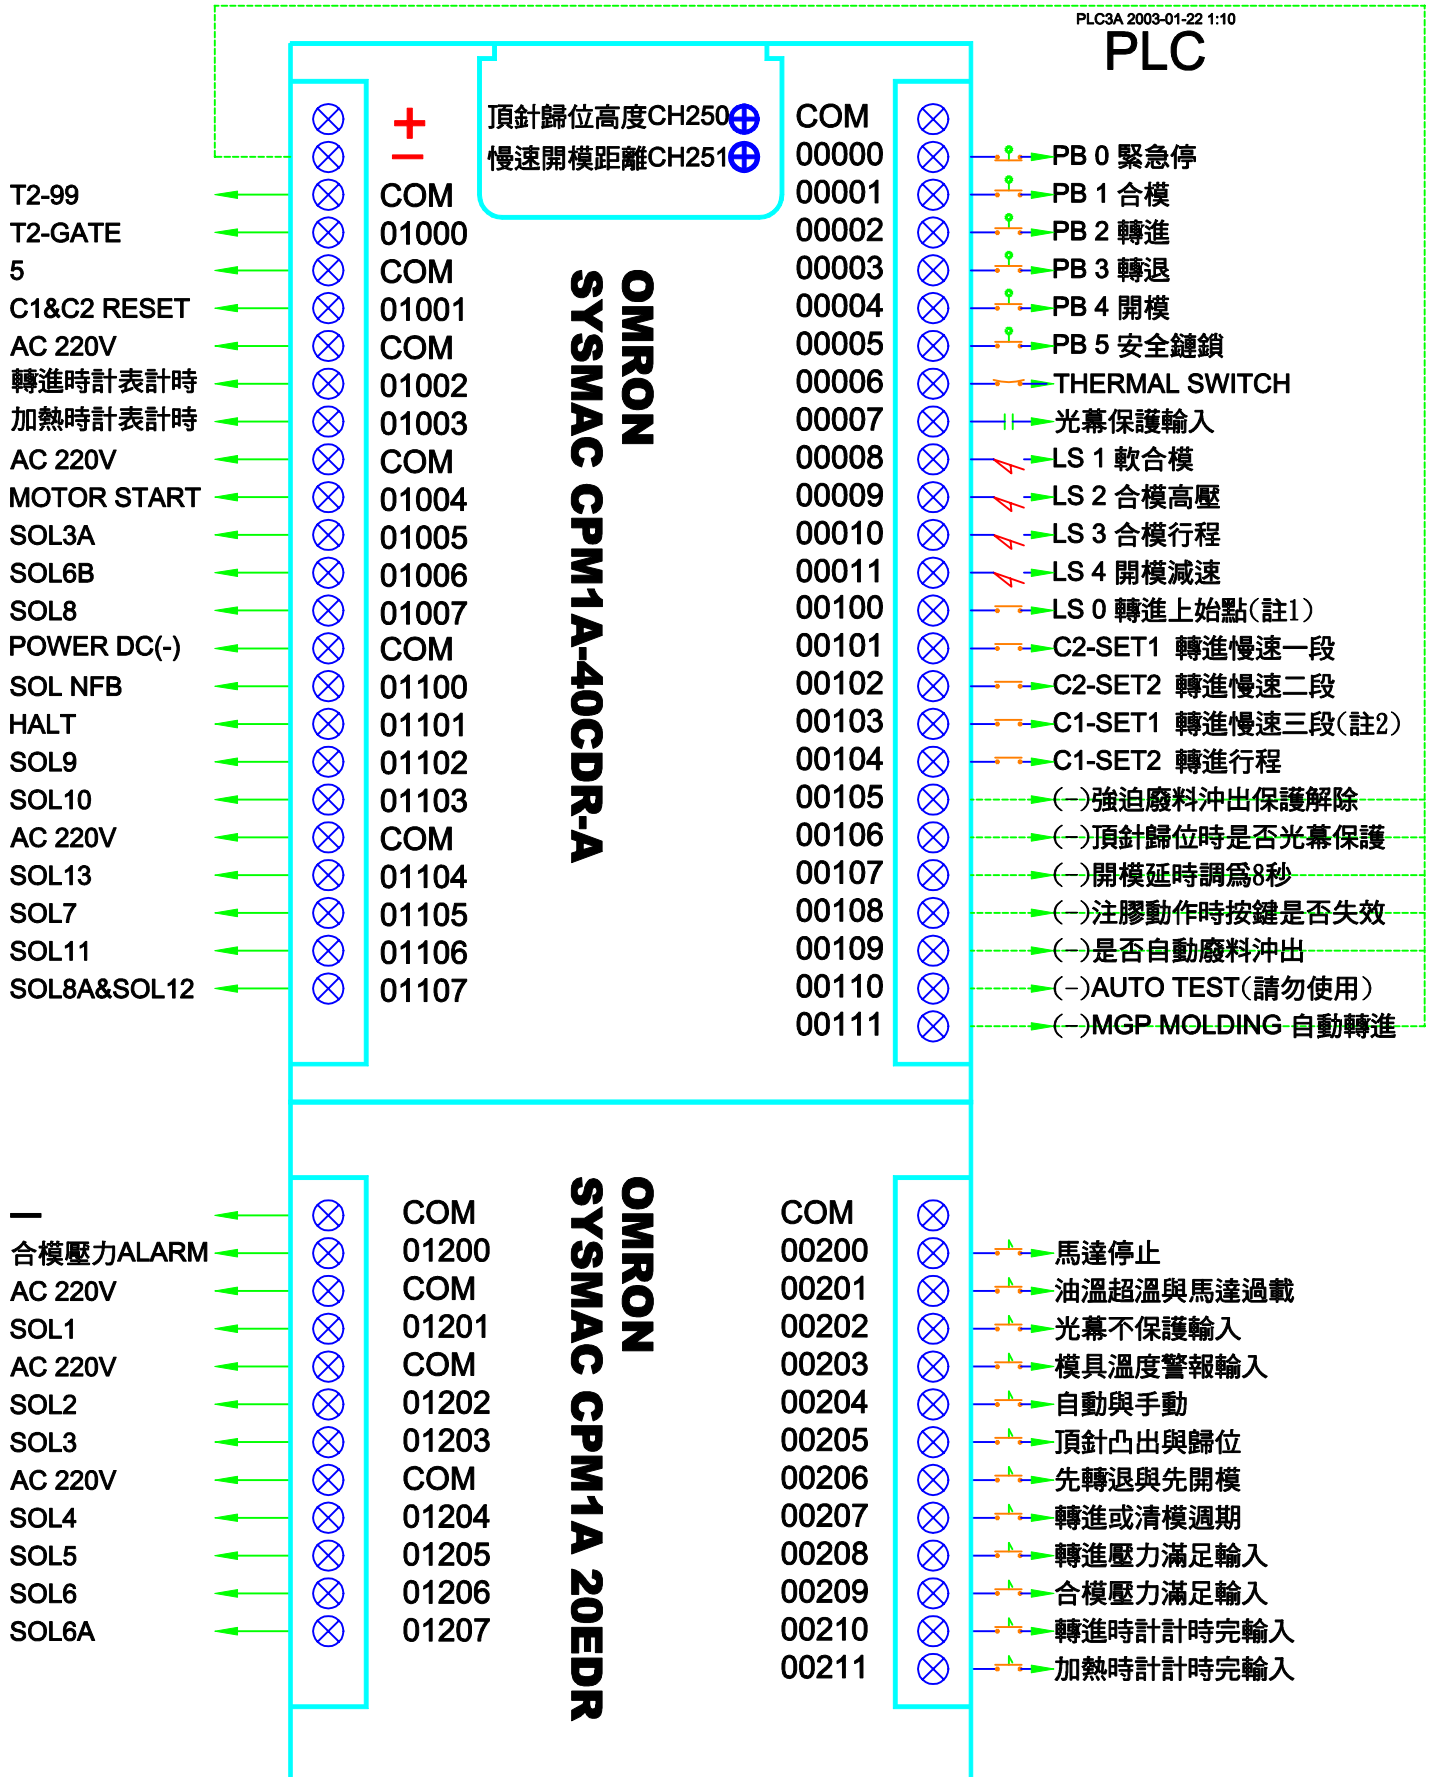 PLC3A 2003-01-22 1:10
PLC
頂針歸位高度CH250
慢速開模距離CH251
+
−
T2-99 COM
T2-GATE 01000
5 COM
C1&C2 RESET 01001
AC 220V COM
轉進時計表計時 01002
加熱時計表計時 01003
AC 220V COM
MOTOR START 01004
SOL3A 01005
SOL6B 01006
SOL8 01007
POWER DC(-) COM
SOL NFB 01100
HALT 01101
SOL9 01102
SOL10 01103
AC 220V COM
SOL13 01104
SOL7 01105
SOL11 01106
SOL8A&SOL12 01107
OMRON
SYSMAC CPM1A-40CDR-A
COM
00000 PB 0 緊急停
00001 PB 1 合模
00002 PB 2 轉進
00003 PB 3 轉退
00004 PB 4 開模
00005 PB 5 安全鏈鎖
00006 THERMAL SWITCH
00007 光幕保護輸入
00008 LS 1 軟合模
00009 LS 2 合模高壓
00010 LS 3 合模行程
00011 LS 4 開模減速
00100 LS 0 轉進上始點(註1)
00101 C2-SET1 轉進慢速一段
00102 C2-SET2 轉進慢速二段
00103 C1-SET1 轉進慢速三段(註2)
00104 C1-SET2 轉進行程
00105 (-)強迫廢料沖出保護解除
00106 (-)頂針歸位時是否光幕保護
00107 (-)開模延時調為8秒
00108 (-)注膠動作時按鍵是否失效
00109 (-)是否自動廢料沖出
00110 (-)AUTO TEST(請勿使用)
00111 (-)MGP MOLDING 自動轉進
— COM
合模壓力ALARM 01200
AC 220V COM
SOL1 01201
AC 220V COM
SOL2 01202
SOL3 01203
AC 220V COM
SOL4 01204
SOL5 01205
SOL6 01206
SOL6A 01207
OMRON
SYSMAC CPM1A 20EDR
COM
00200 馬達停止
00201 油溫超溫與馬達過載
00202 光幕不保護輸入
00203 模具溫度警報輸入
00204 自動與手動
00205 頂針凸出與歸位
00206 先轉退與先開模
00207 轉進或清模週期
00208 轉進壓力滿足輸入
00209 合模壓力滿足輸入
00210 轉進時計計時完輸入
00211 加熱時計計時完輸入